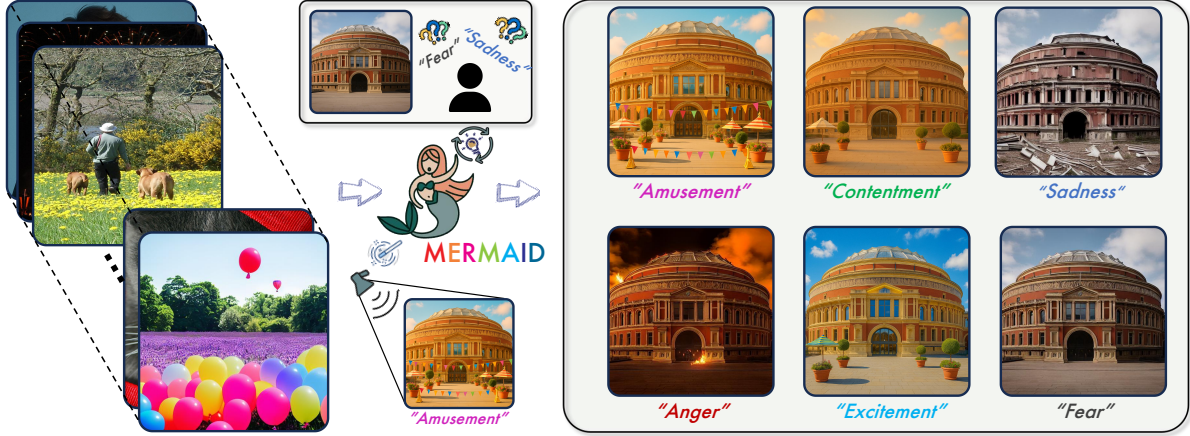 ???
???
"Fear"
"Sadness"
MERMAID
"Amusement"
"Amusement"
"Contentment"
"Sadness"
"Anger"
"Excitement"
"Fear"